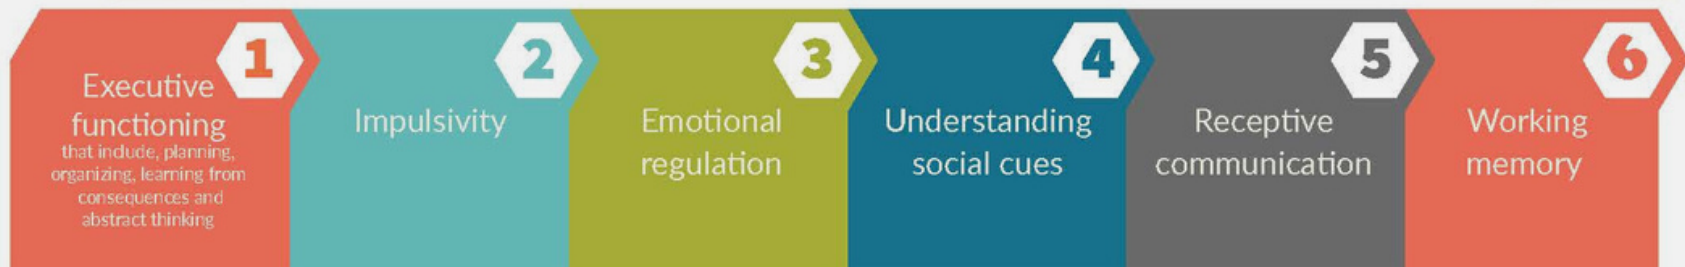 1
Executive
functioning
that include, planning,
organizing, learning from
consequences and
abstract thinking
2
Impulsivity
3
Emotional
regulation
4
Understanding
social cues
5
Receptive
communication
6
Working
memory